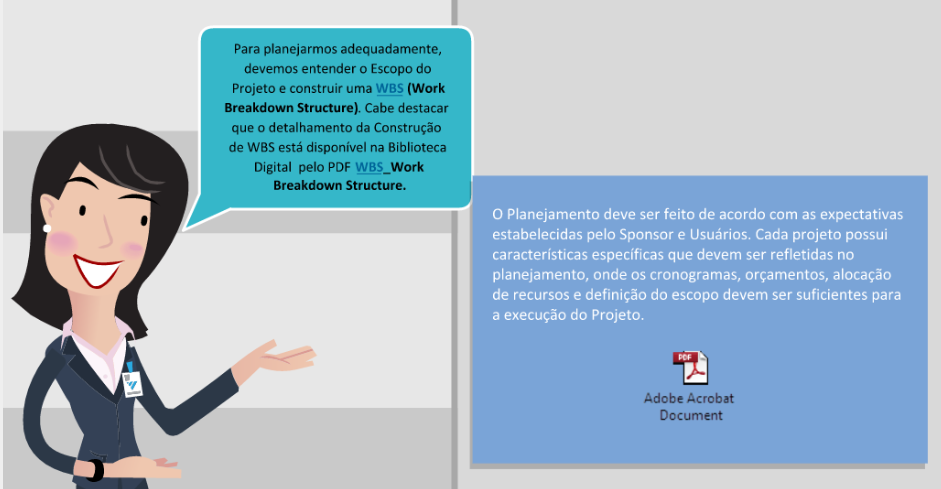 Para planejarmos adequadamente,
devemos entender o Escopo do
Projeto e construir uma WBS (Work
Breakdown Structure). Cabe destacar
que o detalhamento da Construção
de WBS está disponível na Biblioteca
Digital pelo PDF WBS_Work
Breakdown Structure.
O Planejamento deve ser feito de acordo com as expectativas
estabelecidas pelo Sponsor e Usuários. Cada projeto possui
características específicas que devem ser refletidas no
planejamento, onde os cronogramas, orçamentos, alocação
de recursos e definição do escopo devem ser suficientes para
a execução do Projeto.
PDF
Adobe Acrobat
Document